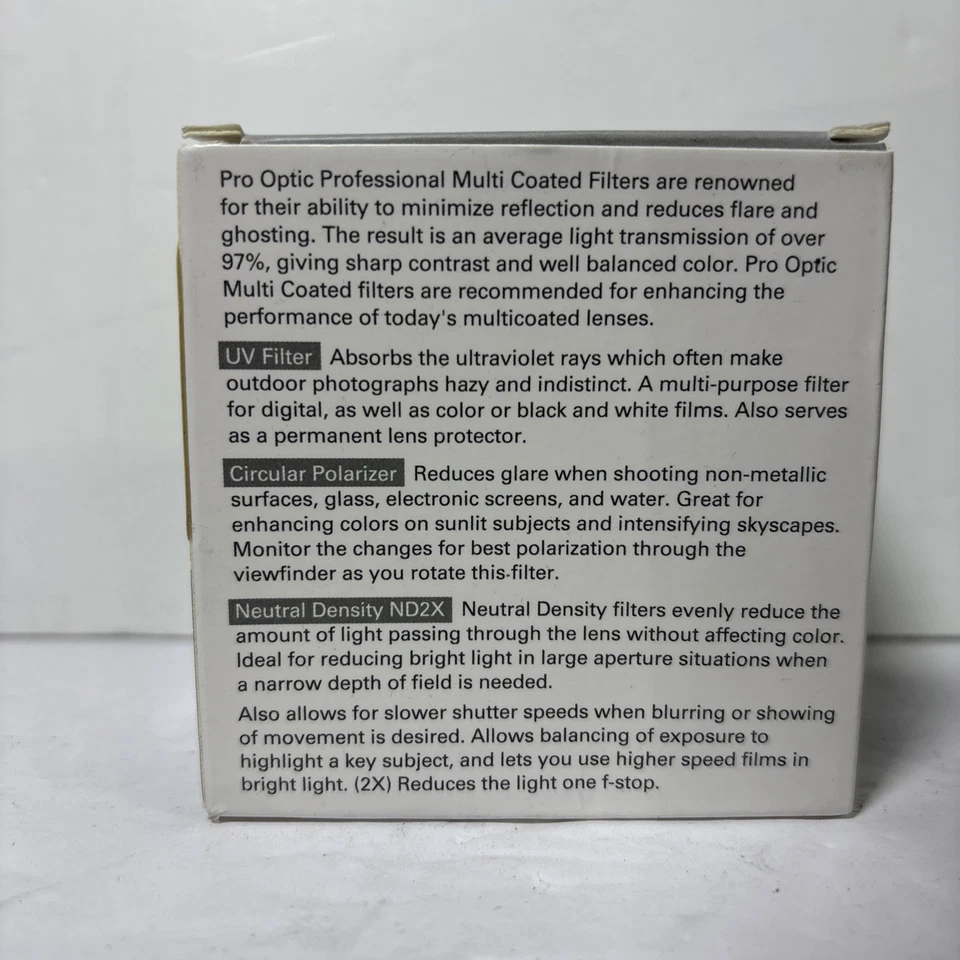 Pro Optic Professional Multi Coated Filters are renowned
for their ability to minimize reflection and reduces flare and
ghosting. The result is an average light transmission of over
97%, giving sharp contrast and well balanced color. Pro Optic
Multi Coated filters are recommended for enhancing the
performance of today's multicoated lenses.
UV Filter Absorbs the ultraviolet rays which often make
outdoor photographs hazy and indistinct. A multi-purpose filter
for digital, as well as color or black and white films. Also serves
as a permanent lens protector.
Circular Polarizer Reduces glare when shooting non-metallic
surfaces, glass, electronic screens, and water. Great for
enhancing colors on sunlit subjects and intensifying skyscapes.
Monitor the changes for best polarization through the
viewfinder as you rotate this filter.
Neutral Density ND2X Neutral Density filters evenly reduce the
amount of light passing through the lens without affecting color.
Ideal for reducing bright light in large aperture situations when
a narrow depth of field is needed.
Also allows for slower shutter speeds when blurring or showing
of movement is desired. Allows balancing of exposure to
highlight a key subject, and lets you use higher speed films in
bright light. (2X) Reduces the light one f-stop.